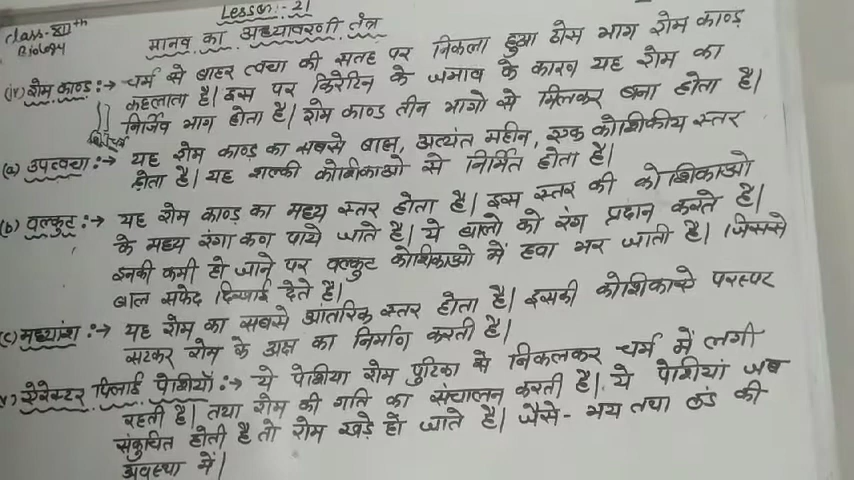 Lesson:-21
Class-XIIth
Biology
मानव का अध्यावरणी तंत्र
(iv) रोम काण्ड :→ चर्म से बाहर त्वचा की सतह पर निकला हुआ ठोस भाग रोम काण्ड
कहलाता है। इस पर किरेटिन के जमाव के कारण यह रोम का
निर्जिव भाग होता है। रोम काण्ड तीन भागो से मिलकर बना होता है।
(a) उपत्वचा :→ यह रोम काण्ड का सबसे बाह्म, अत्यंत महीन, एक कोशिकीय स्तर
होता है। यह शल्की कोशिकाओ से निर्मित होता है।
(b) वल्कुट :→ यह रोम काण्ड का मध्य स्तर होता है। इस स्तर की कोशिकाओ
के मध्य रंगा कण पाये जाते है। ये बालो को रंग प्रदान करते है।
इनकी कमी हो जाने पर वल्कुट कोशिकाओ में हवा भर जाती है। जिससे
बाल सफेद दिखाई देते है।
(c) मध्यांश :→ यह रोम का सबसे आंतरिक स्तर होता है। इसकी कोशिकाये परस्पर
सटकर रोम के अक्ष का निर्माण करती है।
(v) ऐरेक्टर पिलाई पेशियाँ :→ ये पेशिया रोम पुटिका से निकलकर चर्म में लगी
रहती है। तथा रोम की गति का संचालन करती है। ये पेशियां जब
संकुचित होती है तो रोम खड़े हो जाते है। जैसे - भय तथा ठंड की
अवस्था में।